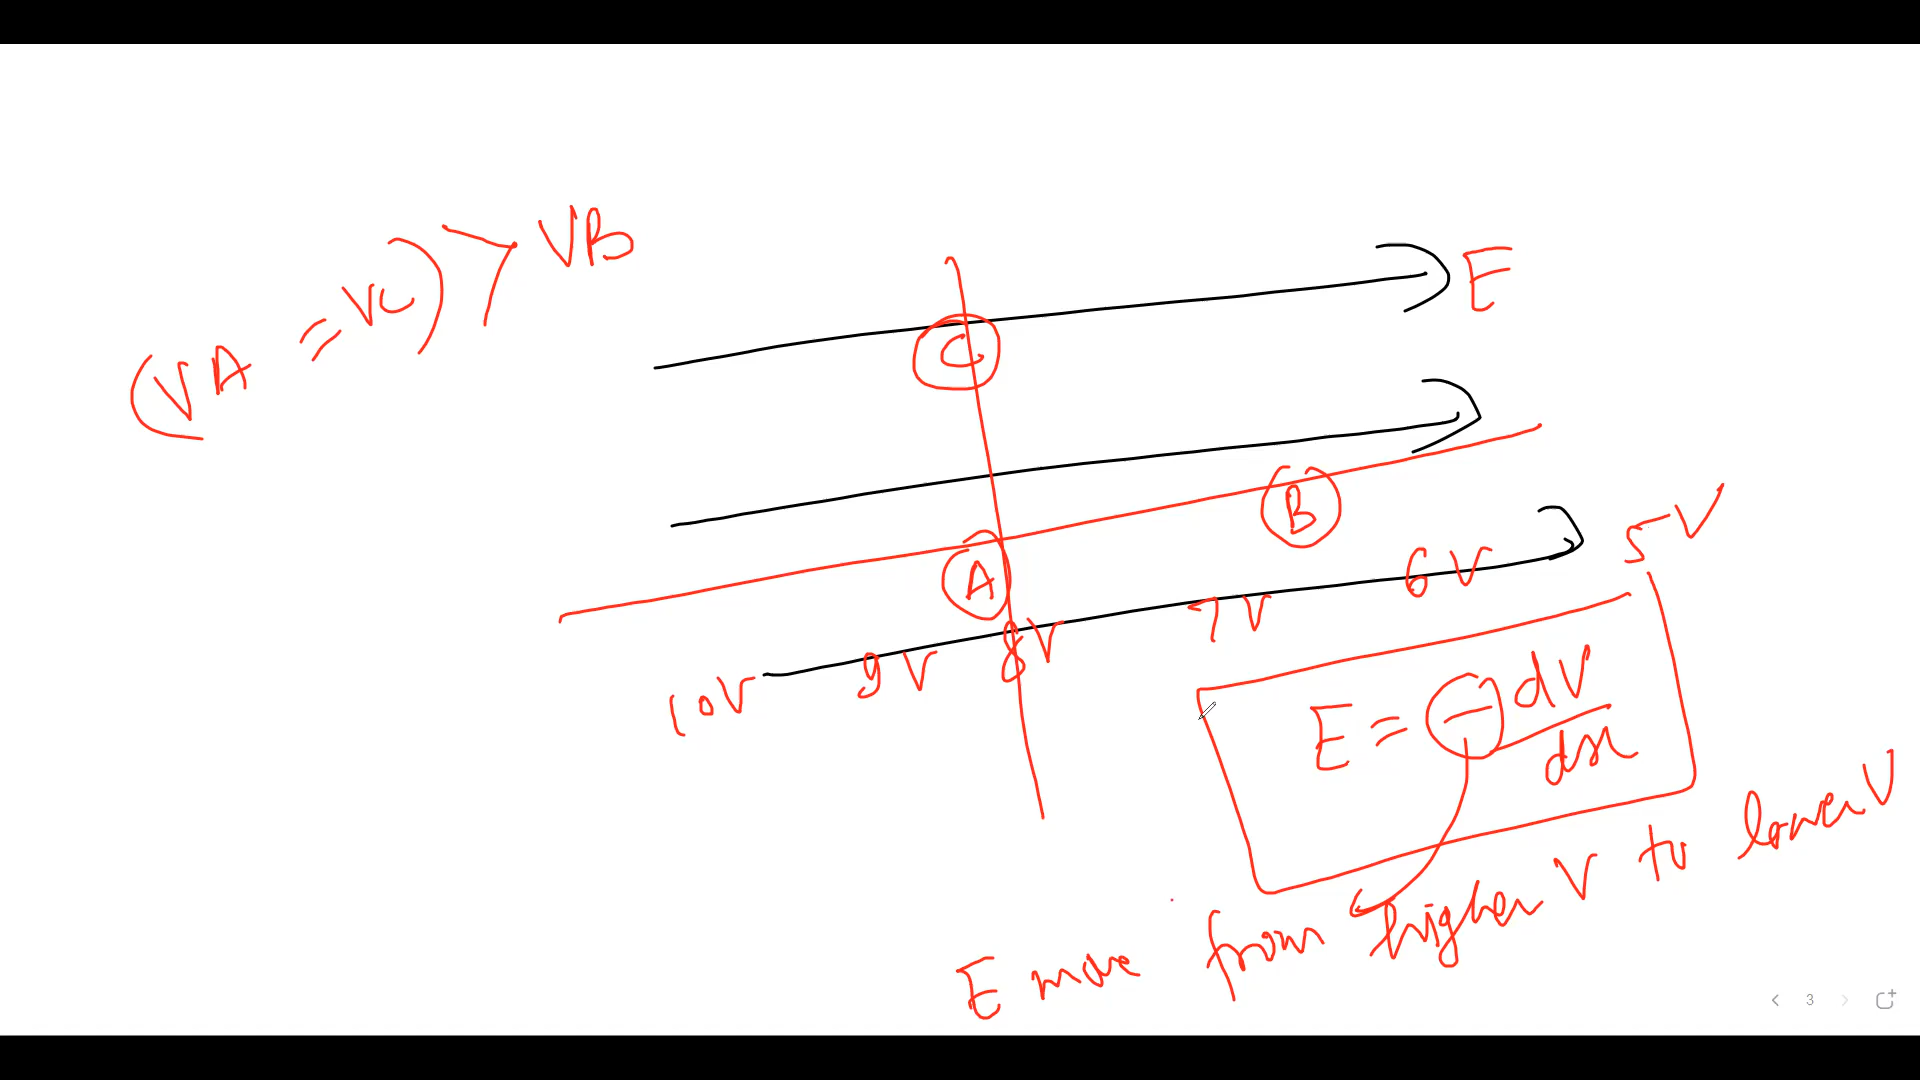 (VA = VC) > VB
E
C
B
A
10V 9V 8V 7V 6V 5V
E = - dV/dx
E move from higher V to lower V
3